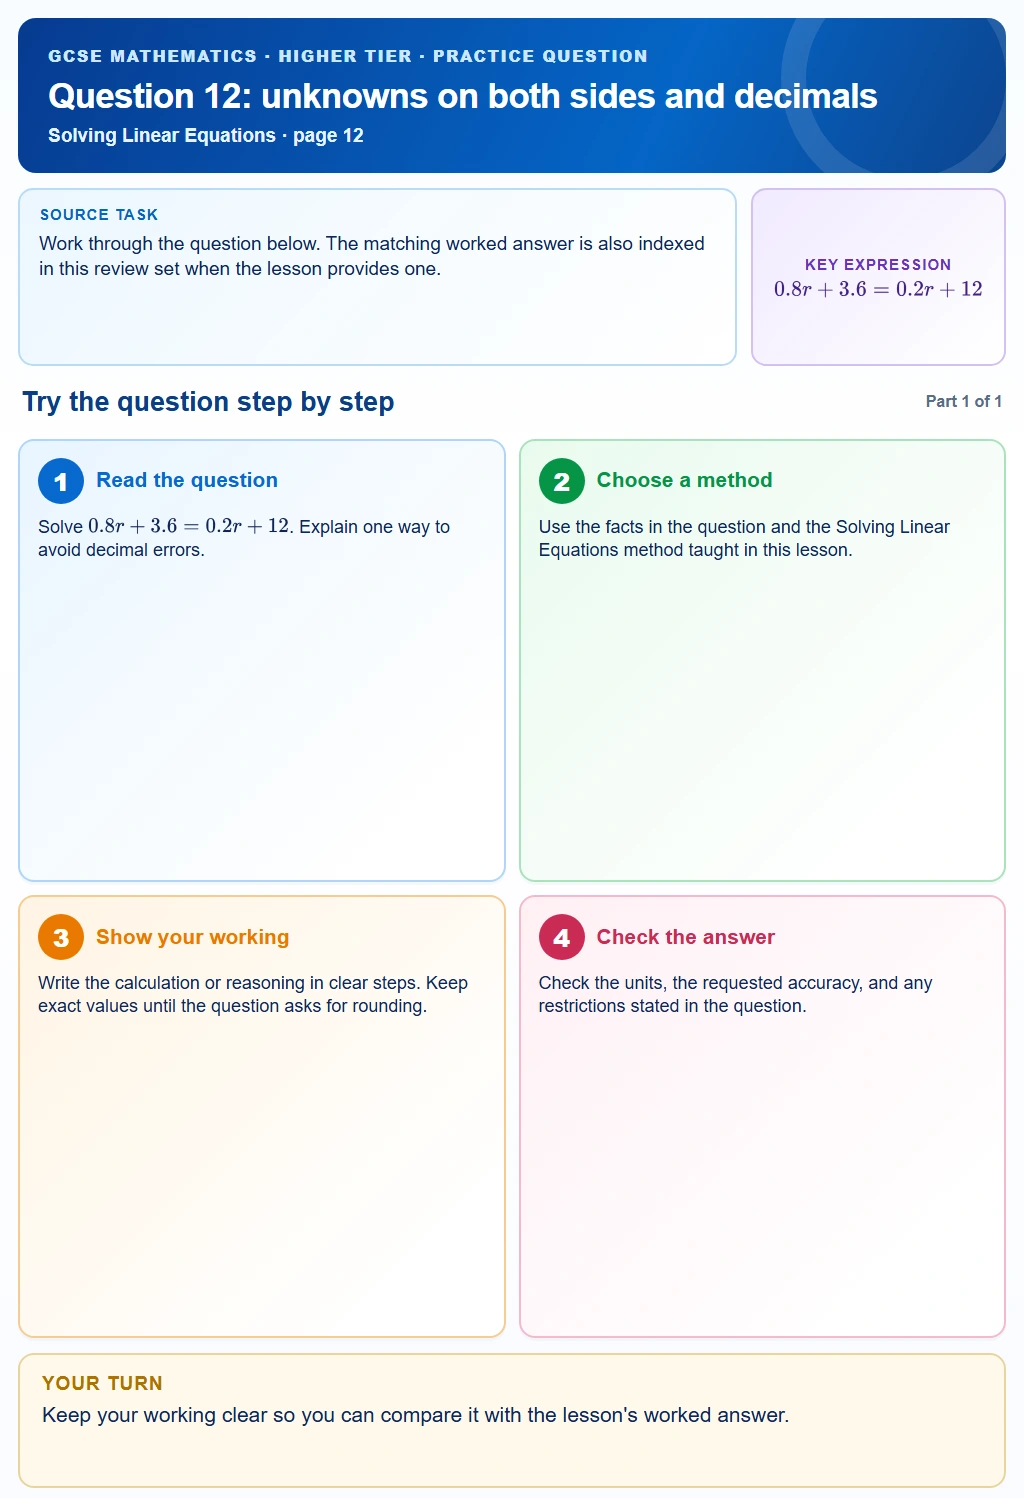 GCSE MATHEMATICS · HIGHER TIER · PRACTICE QUESTION
Question 12: unknowns on both sides and decimals
Solving Linear Equations · page 12
SOURCE TASK
Work through the question below. The matching worked answer is also indexed
in this review set when the lesson provides one.
KEY EXPRESSION
0.8r + 3.6 = 0.2r + 12
Try the question step by step
Part 1 of 1
1 Read the question
Solve 0.8r + 3.6 = 0.2r + 12. Explain one way to
avoid decimal errors.
2 Choose a method
Use the facts in the question and the Solving Linear
Equations method taught in this lesson.
3 Show your working
Write the calculation or reasoning in clear steps. Keep
exact values until the question asks for rounding.
4 Check the answer
Check the units, the requested accuracy, and any
restrictions stated in the question.
YOUR TURN
Keep your working clear so you can compare it with the lesson's worked answer.